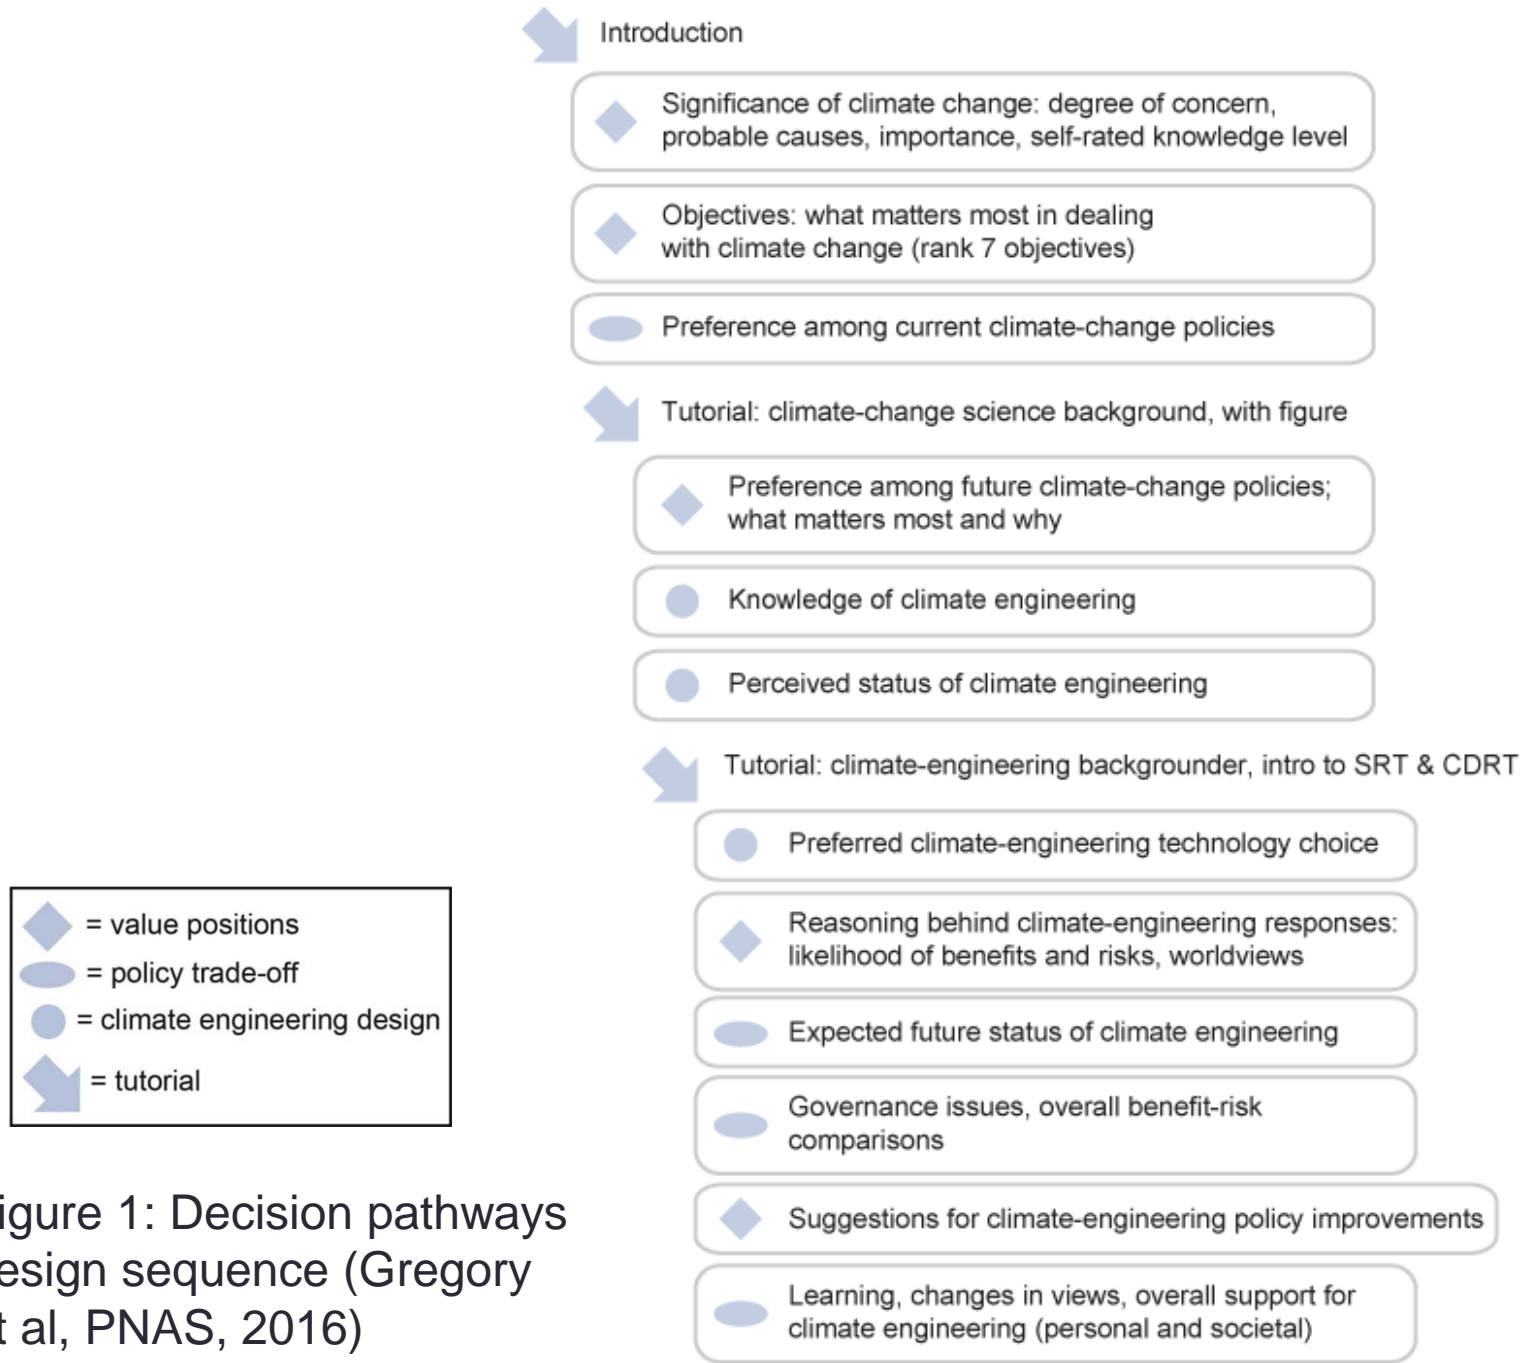 Introduction
Significance of climate change: degree of concern,
probable causes, importance, self-rated knowledge level
Objectives: what matters most in dealing
with climate change (rank 7 objectives)
Preference among current climate-change policies
Tutorial: climate-change science background, with figure
Preference among future climate-change policies;
what matters most and why
Knowledge of climate engineering
Perceived status of climate engineering
Tutorial: climate-engineering backgrounder, intro to SRT & CDRT
Preferred climate-engineering technology choice
Reasoning behind climate-engineering responses:
likelihood of benefits and risks, worldviews
Expected future status of climate engineering
Governance issues, overall benefit-risk
comparisons
Suggestions for climate-engineering policy improvements
Learning, changes in views, overall support for
climate engineering (personal and societal)
= value positions
= policy trade-off
= climate engineering design
= tutorial
igure 1: Decision pathways
esign sequence (Gregory
t al, PNAS, 2016)